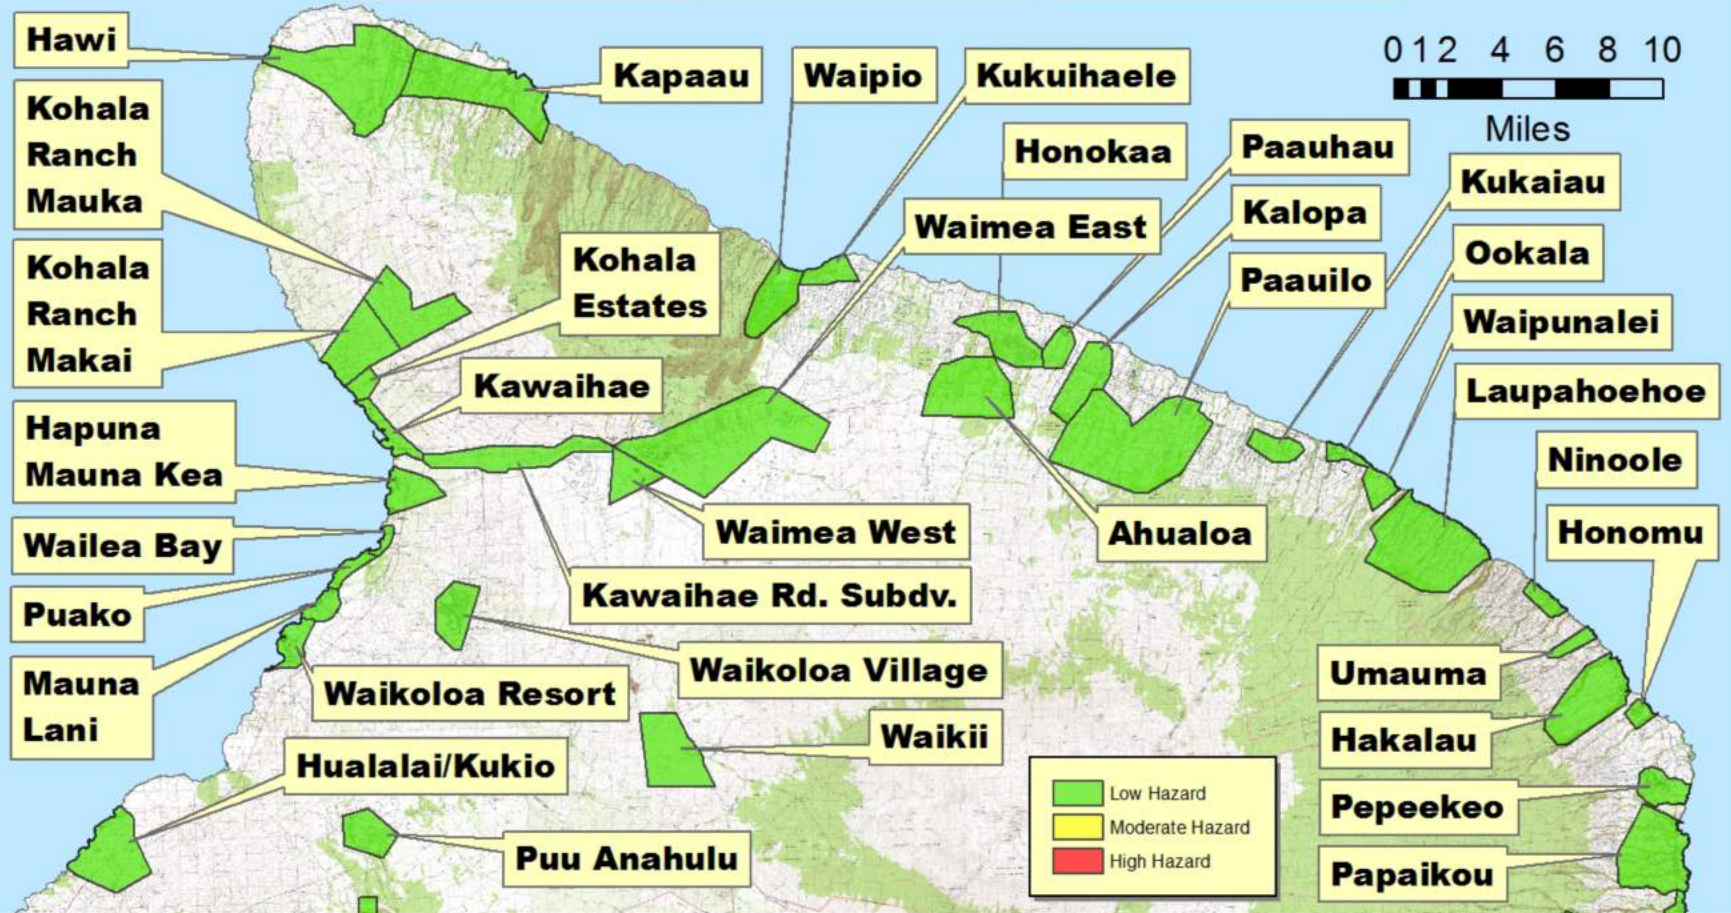 Hawi
Kapaau
Waipio
Kukuihaele
0 1 2 4 6 8 10
Miles
Kohala
Ranch
Mauka
Honokaa
Paauhau
Kukaiau
Kalopa
Waimea East
Ookala
Kohala
Ranch
Makai
Kohala
Estates
Paauilo
Waipunalei
Kawaihae
Laupahoehoe
Hapuna
Mauna Kea
Ninoole
Wailea Bay
Waimea West
Ahualoa
Honomu
Puako
Kawaihae Rd. Subdv.
Mauna
Lani
Waikoloa Resort
Waikoloa Village
Umauma
Waikii
Hakalau
Hualalai/Kukio
Low Hazard
Moderate Hazard
High Hazard
Pepeekeo
Puu Anahulu
Papaikou